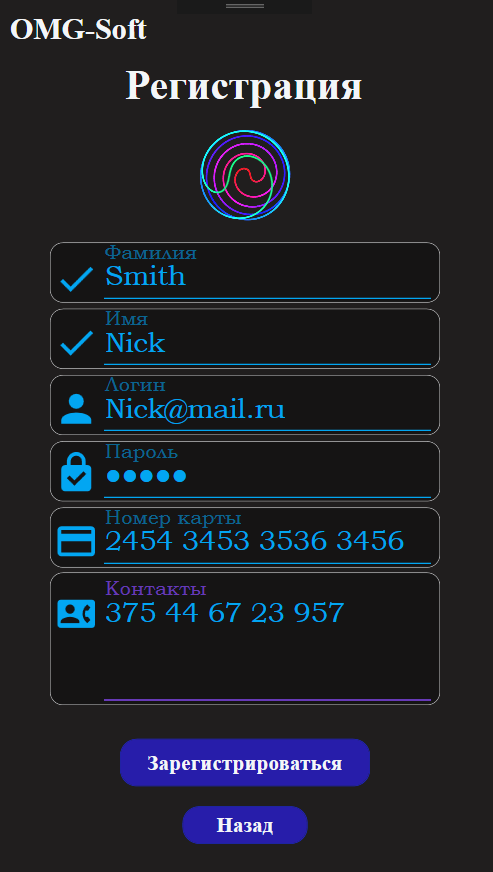 OMG-Soft
Регистрация
Фамилия
Smith
Имя
Nick
Логин
Nick@mail.ru
Пароль
●●●●●
Номер карты
2454 3453 3536 3456
Контакты
375 44 67 23 957
Зарегистрироваться
Назад